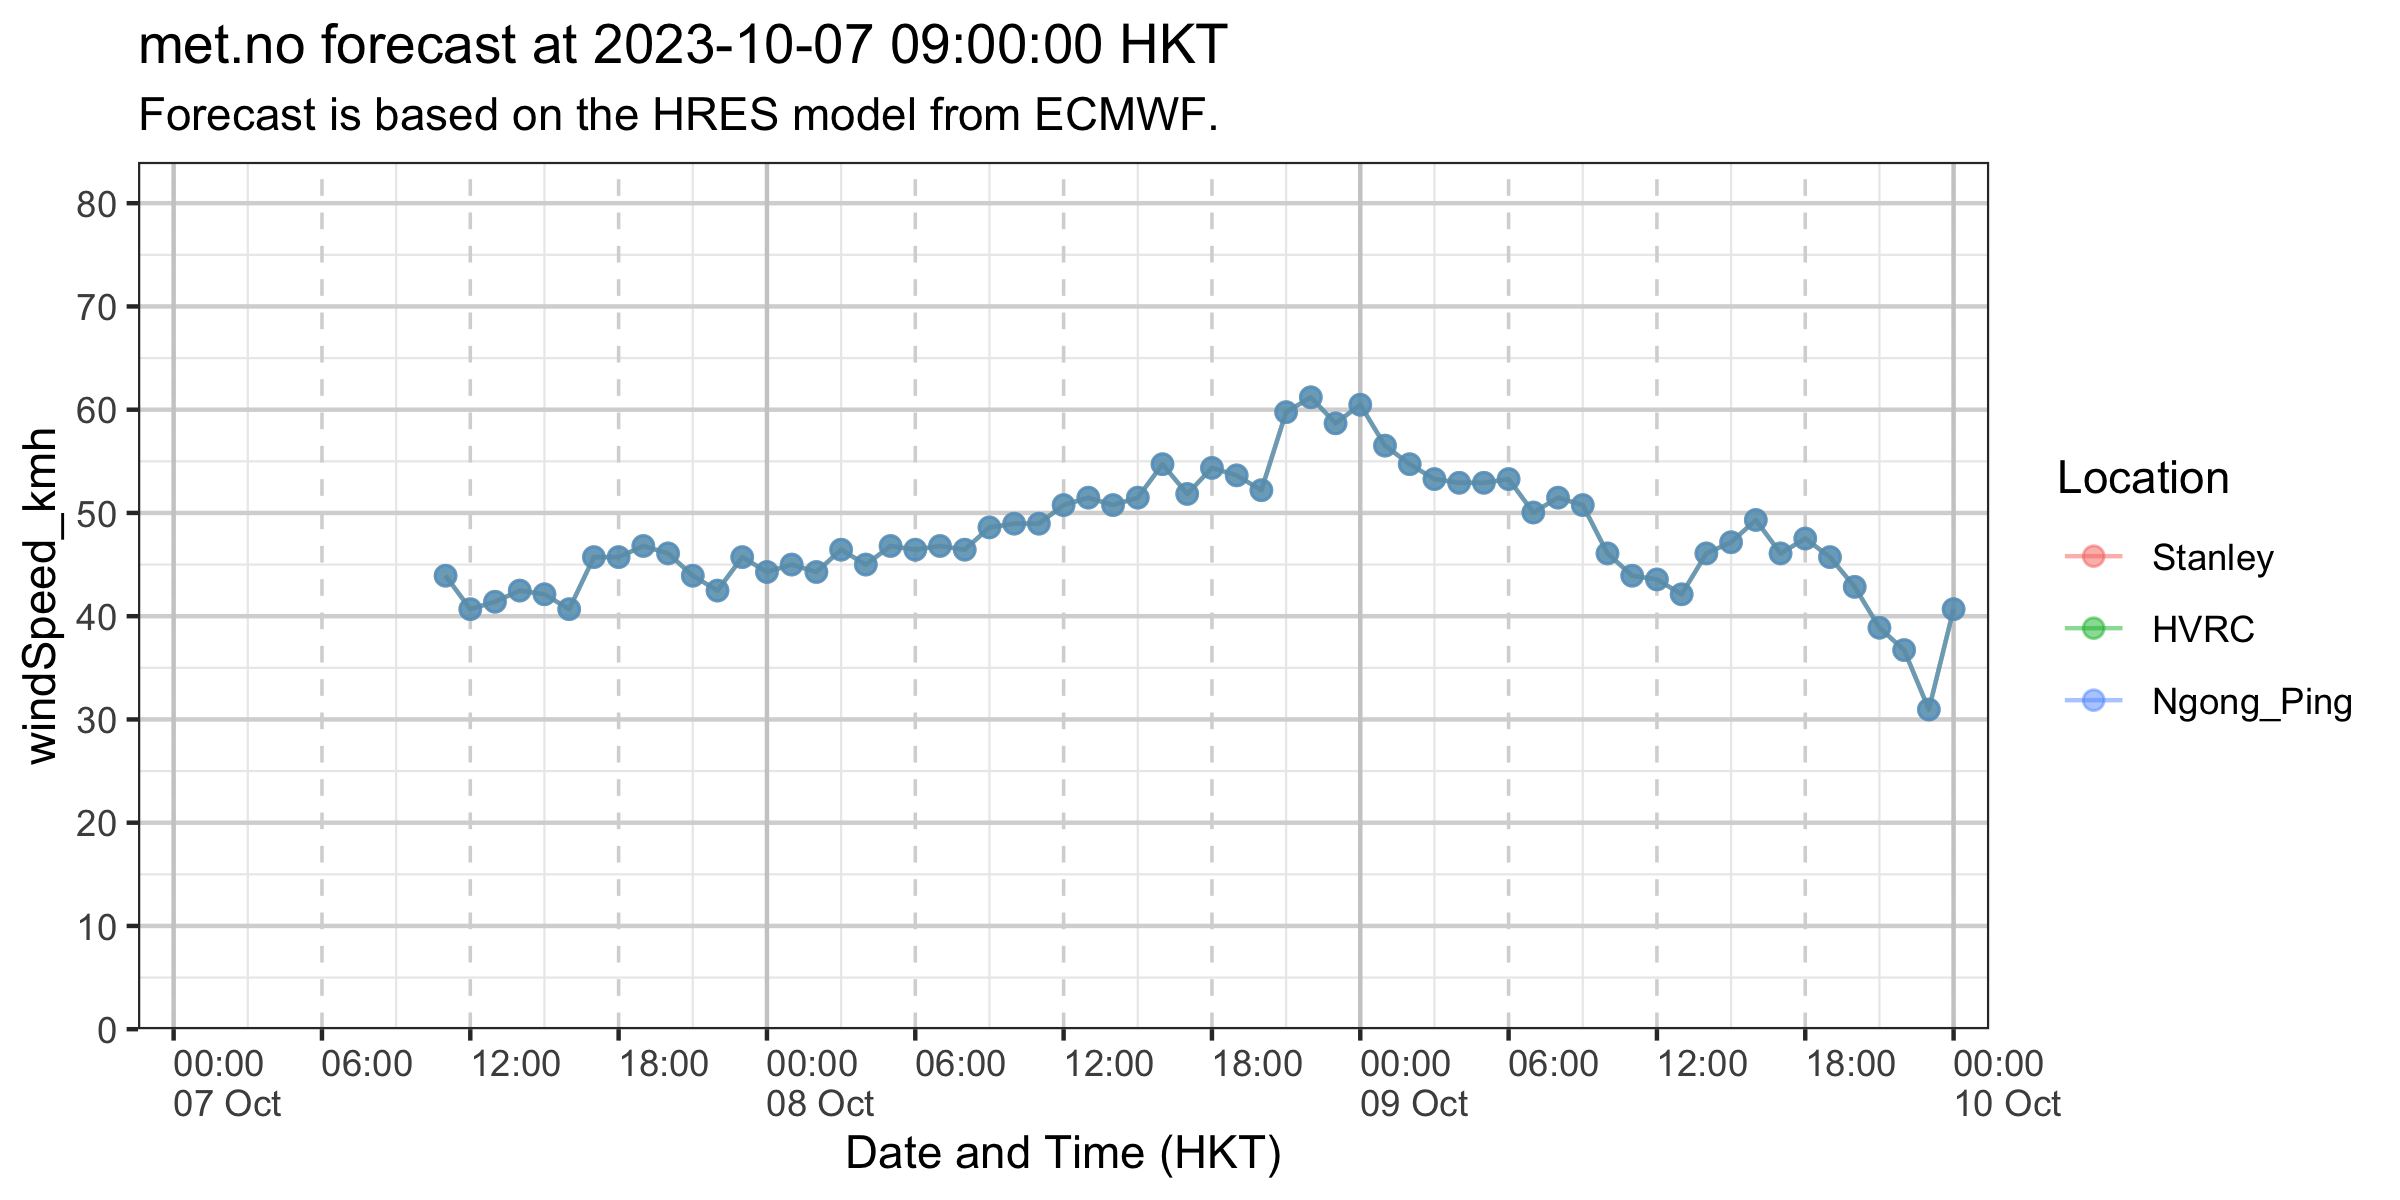 met.no forecast at 2023-10-07 09:00:00 HKT
Forecast is based on the HRES model from ECMWF.
windSpeed_kmh
80
70
60
50
40
30
20
10
0
00:00 06:00 12:00 18:00 00:00 06:00 12:00 18:00 00:00 06:00 12:00 18:00 00:00
07 Oct 08 Oct 09 Oct 10 Oct
Date and Time (HKT)
Location
Stanley
HVRC
Ngong_Ping